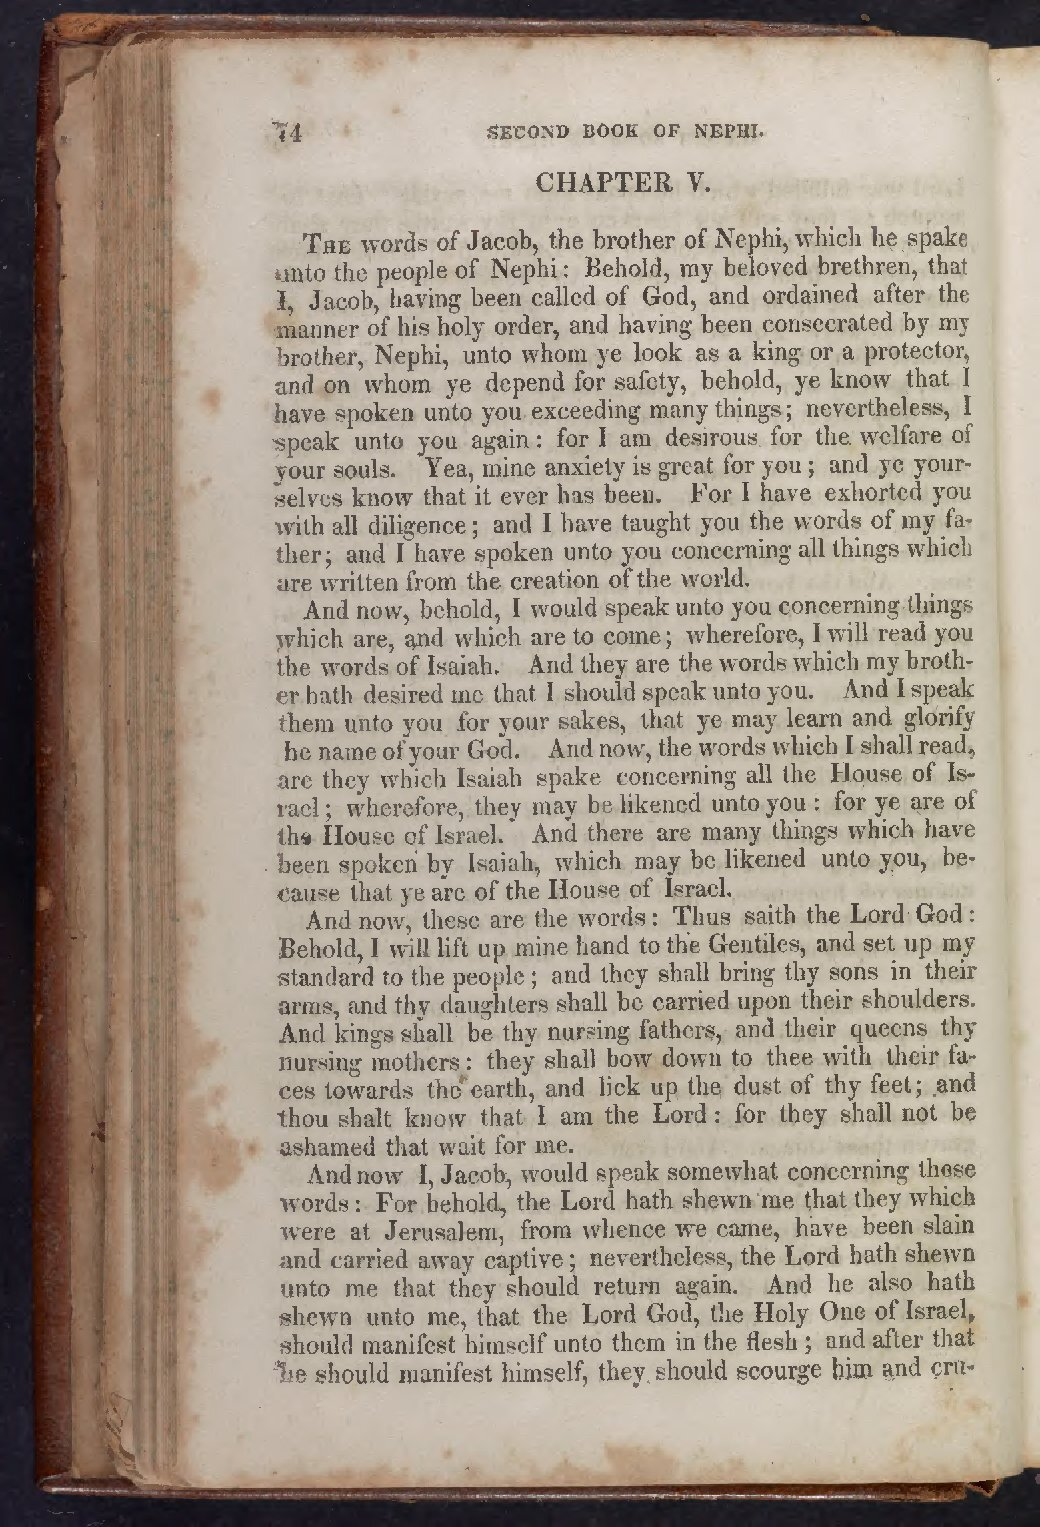 74 SECOND BOOK OF NEPHI.
CHAPTER V.
THE words of Jacob, the brother of Nephi, which he spake
unto the people of Nephi: Behold, my beloved brethren, that
I, Jacob, having been called of God, and ordained after the
manner of his holy order, and having been consecrated by my
brother, Nephi, unto whom ye look as a king or a protector,
and on whom ye depend for safety, behold, ye know that I
have spoken unto you exceeding many things; nevertheless, I
speak unto you again: for I am desirous for the welfare of
your souls. Yea, mine anxiety is great for you; and ye your-
selves know that it ever has been. For I have exhorted you
with all diligence; and I have taught you the words of my fa-
ther; and I have spoken unto you concerning all things which
are written from the creation of the world.
And now, behold, I would speak unto you concerning things
which are, and which are to come; wherefore, I will read you
the words of Isaiah. And they are the words which my broth-
er hath desired me that I should speak unto you. And I speak
them unto you for your sakes, that ye may learn and glorify
he name of your God. And now, the words which I shall read,
are they which Isaiah spake concerning all the House of Is-
rael; wherefore, they may be likened unto you: for ye are of
the House of Israel. And there are many things which have
been spoken by Isaiah, which may be likened unto you, be-
cause that ye are of the House of Israel.
And now, these are the words: Thus saith the Lord God:
Behold, I will lift up mine hand to the Gentiles, and set up my
standard to the people; and they shall bring thy sons in their
arms, and thy daughters shall be carried upon their shoulders.
And kings shall be thy nursing fathers, and their queens thy
nursing mothers: they shall bow down to thee with their fa-
ces towards the earth, and lick up the dust of thy feet; and
thou shalt know that I am the Lord: for they shall not be
ashamed that wait for me.
And now I, Jacob, would speak somewhat concerning these
words: For behold, the Lord hath shewn me that they which
were at Jerusalem, from whence we came, have been slain
and carried away captive; nevertheless, the Lord hath shewn
unto me that they should return again. And he also hath
shewn unto me, that the Lord God, the Holy One of Israel,
should manifest himself unto them in the flesh; and after that
he should manifest himself, they should scourge him and cru-